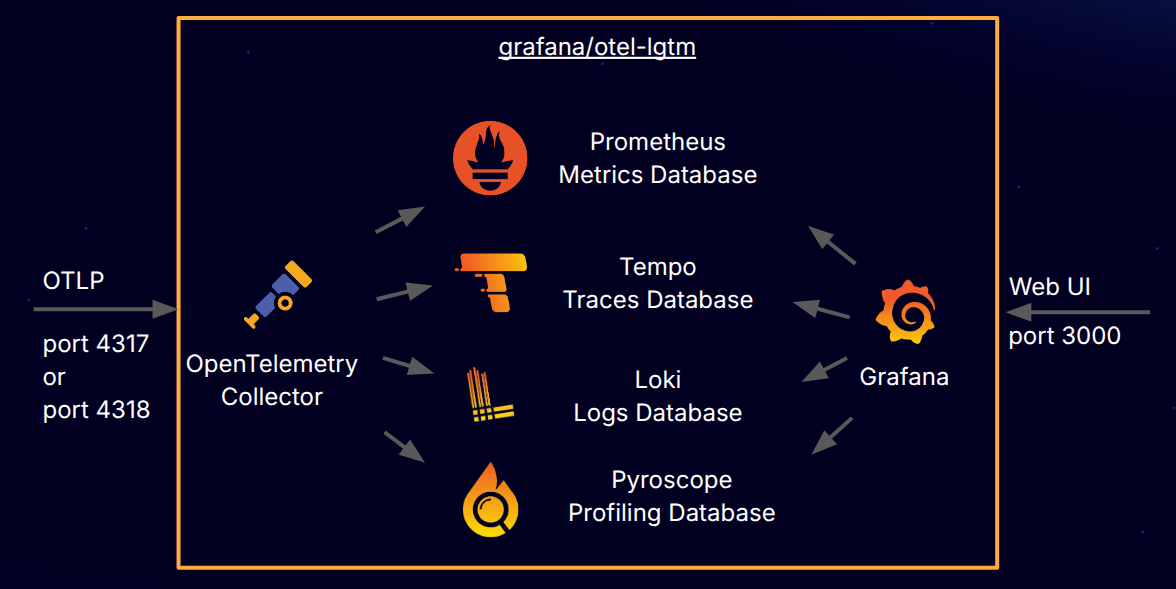 grafana/otel-lgtm
Prometheus
Metrics Database
OTLP
port 4317
or
port 4318
OpenTelemetry
Collector
Tempo
Traces Database
Loki
Logs Database
Pyroscope
Profiling Database
Grafana
Web UI
port 3000